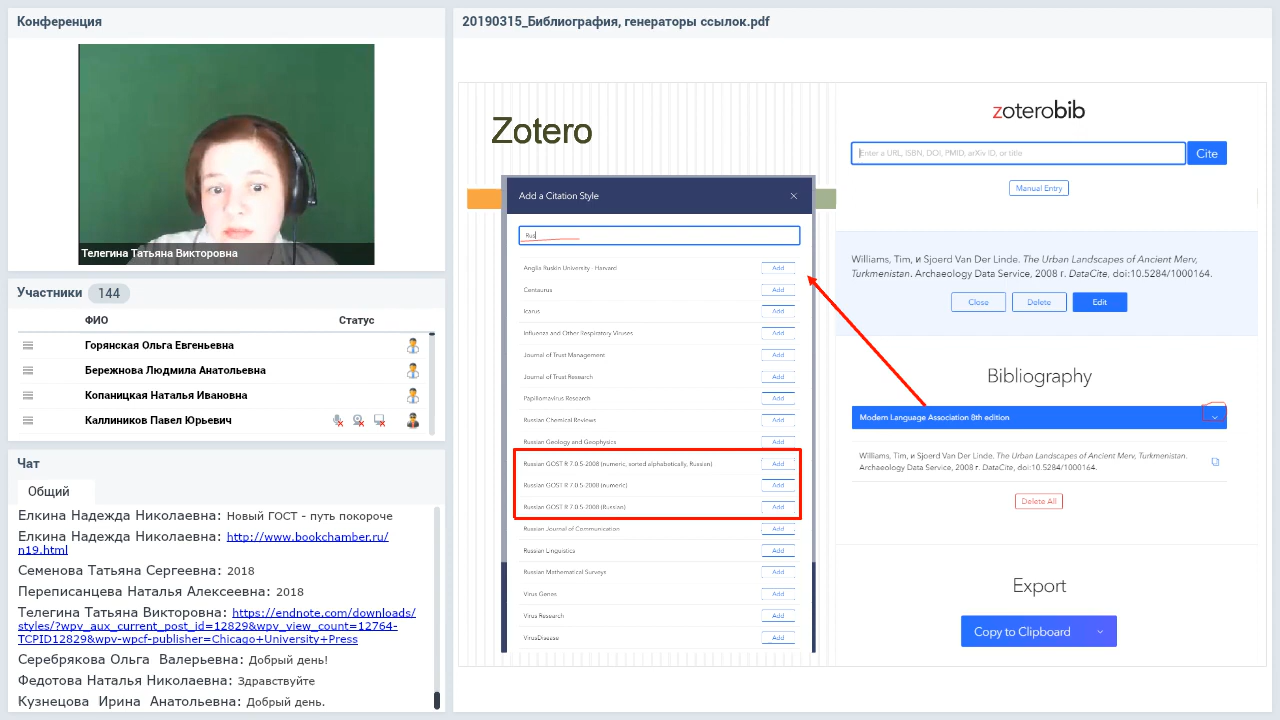 Конференция
Телегина Татьяна Викторовна
Участники 144
ФИО Статус
Горянская Ольга Евгеньевна
Бережнова Людмила Анатольевна
Копаницкая Наталья Ивановна
Каллиников Павел Юрьевич
Чат
Общий
Елкина Надежда Николаевна: Новый ГОСТ - путь покороче
Елкина Надежда Николаевна: http://www.bookchamber.ru/
n19.html
Семенова Татьяна Сергеевна: 2018
Переписанцева Наталья Алексеевна: 2018
Телегина Татьяна Викторовна: https://endnote.com/downloads/
styles/?wpv_aux_current_post_id=12829&wpv_view_count=12764-
TCPID12829&wpv-wpcf-publisher=Chicago+University+Press
Серебрякова Ольга Валерьевна: Добрый день!
Федотова Наталья Николаевна: Здравствуйте
Кузнецова Ирина Анатольевна: Добрый день.
20190315_Библиография, генераторы ссылок.pdf
Zotero
Add a Citation Style
Rus
Anglia Ruskin University - Harvard Add
Centaurus Add
Icarus Add
Influenza and Other Respiratory Viruses Add
Journal of Trust Management Add
Journal of Trust Research Add
Papillomavirus Research Add
Russian Chemical Reviews Add
Russian Geology and Geophysics Add
Russian GOST R 7.0.5-2008 (numeric, sorted alphabetically, Russian) Add
Russian GOST R 7.0.5-2008 (numeric) Add
Russian GOST R 7.0.5-2008 (Russian) Add
Russian Journal of Communication Add
Russian Linguistics Add
Russian Mathematical Surveys Add
Virus Genes Add
Virus Research Add
VirusDisease Add
zoterobib
Enter a URL, ISBN, DOI, PMID, arXiv ID, or title Cite
Manual Entry
Williams, Tim, и Sjoerd Van Der Linde. The Urban Landscapes of Ancient Merv,
Turkmenistan. Archaeology Data Service, 2008 г. DataCite, doi:10.5284/1000164.
Close Delete Edit
Bibliography
Modern Language Association 8th edition
Williams, Tim, и Sjoerd Van Der Linde. The Urban Landscapes of Ancient Merv, Turkmenistan.
Archaeology Data Service, 2008 г. DataCite, doi:10.5284/1000164.
Delete All
Export
Copy to Clipboard